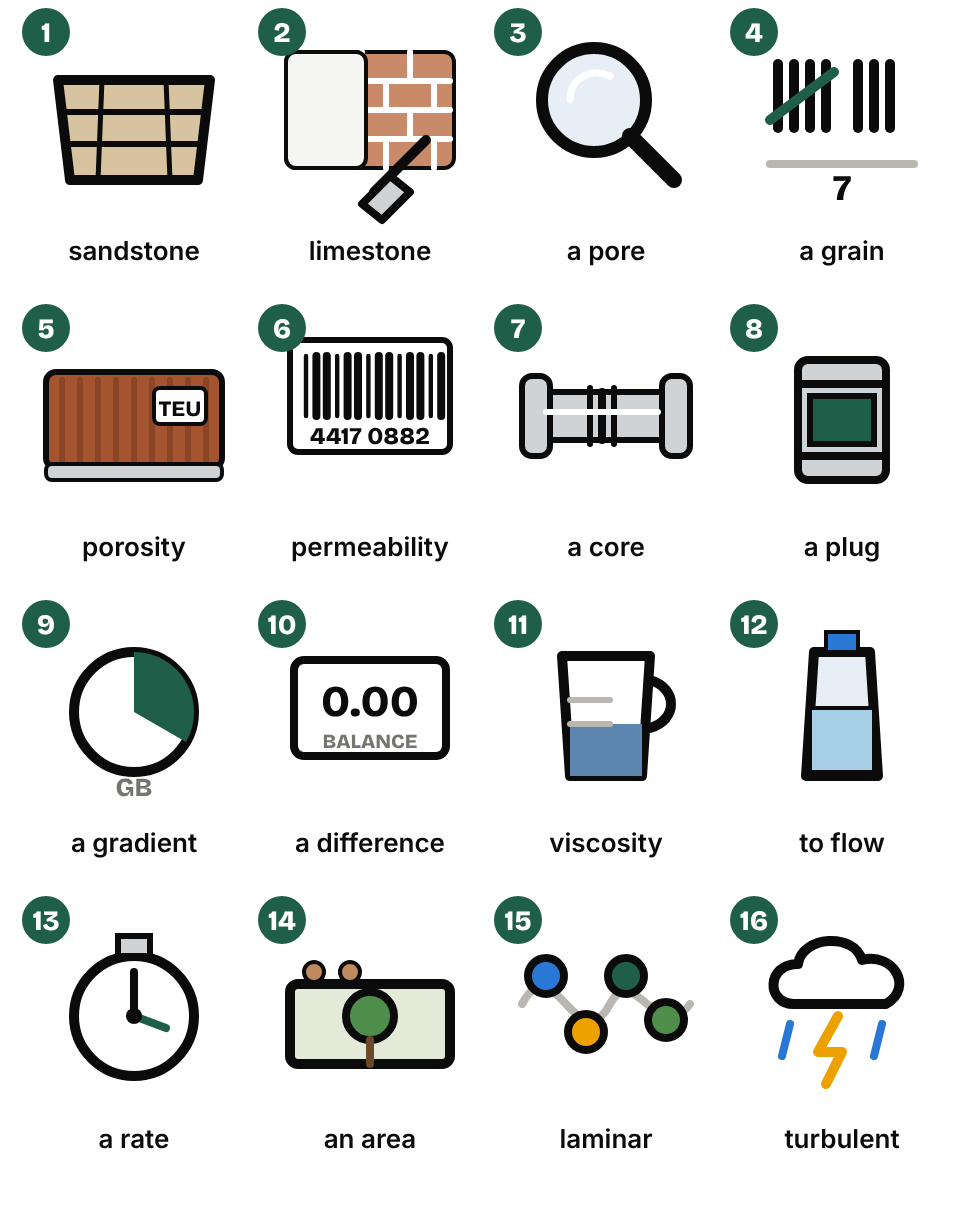 1
sandstone
2
limestone
3
a pore
4
7
a grain
5
TEU
porosity
6
4417 0882
permeability
7
a core
8
a plug
9
GB
a gradient
10
0.00
BALANCE
a difference
11
viscosity
12
to flow
13
a rate
14
an area
15
laminar
16
turbulent